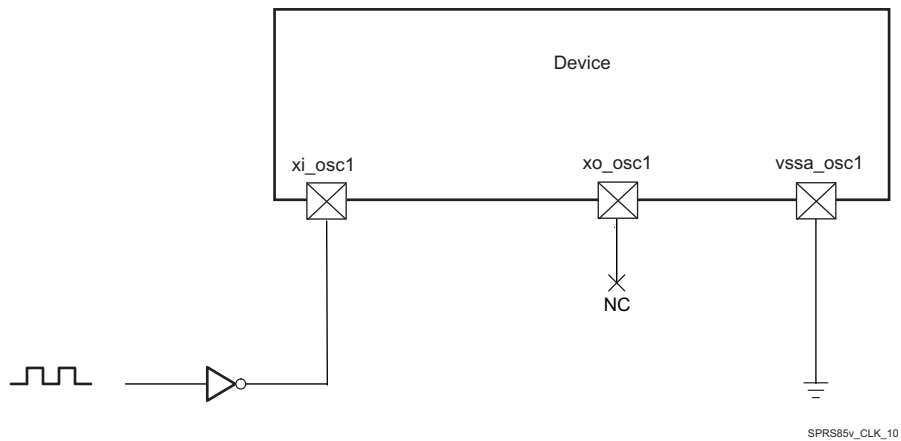 Device
xi_osc1
xo_osc1
vssa_osc1
NC
SPRS85v_CLK_10